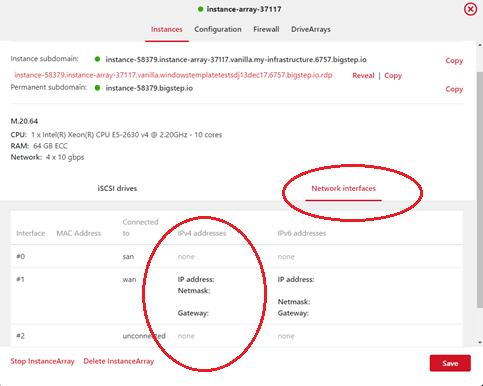 instance-array-37117
Instances Configuration Firewall DriveArrays
Instance subdomain: instance-58379.instance-array-37117.vanilla.my-infrastructure.6757.bigstep.io Copy
instance-58379.instance-array-37117.vanilla.windowstemplatetestsdj13dec17.6757.bigstep.io.rdp Reveal | Copy
Permanent subdomain: instance-58379.bigstep.io Copy
M.20.64
CPU: 1 x Intel(R) Xeon(R) CPU E5-2630 v4 @ 2.20GHz - 10 cores
RAM: 64 GB ECC
Network: 4 x 10 gbps
iSCSI drives Network interfaces
Interface MAC Address Connected to IPv4 addresses IPv6 addresses
#0 san none none
#1 wan IP address: IP address:
Netmask: Netmask:
Gateway: Gateway:
#2 unconnected none none
Stop InstanceArray Delete InstanceArray Save